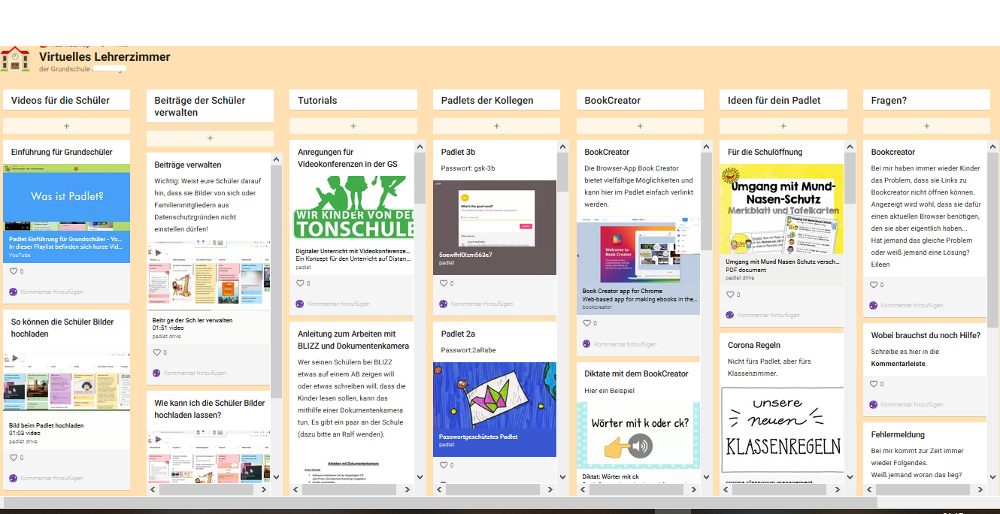 Virtuelles Lehrerzimmer
der Grundschule
Videos für die Schüler
Einführung für Grundschüler
Was ist Padlet?
Padlet Einführung für Grundschüler - Yo...
In dieser Playlist befinden sich kurze Vid...
YouTube
0
Kommentar hinzufügen
So können die Schüler Bilder
hochladen
Bild beim Padlet hochladen
01:03 video
padlet drive
0
Kommentar hinzufügen
Beiträge der Schüler
verwalten
Beiträge verwalten
Wichtig: Weist eure Schüler darauf
hin, dass sie Bilder von sich oder
Familienmitgliedern aus
Datenschutzgründen nicht
einstellen dürfen!
Beitr ge der Sch ler verwalten
01:51 video
padlet drive
0
Kommentar hinzufügen
Wie kann ich die Schüler Bilder
hochladen lassen?
Tutorials
Anregungen für
Videokonferenzen in der GS
WIR KINDER VON DER
TONSCHULE
Digitaler Unterricht mit Videokonferenze...
Ein Konzept für den Unterricht auf Distan...
padlet
0
Kommentar hinzufügen
Anleitung zum Arbeiten mit
BLIZZ und Dokumentenkamera
Wer seinen Schülern bei BLIZZ
etwas auf einem AB zeigen will
oder etwas schreiben will, dass die
Kinder lesen sollen, kann das
mithilfe einer Dokumentenkamera
tun. Es gibt ein paar an der Schule
(dazu bitte an Ralf wenden).
Arbeiten mit Dokumentenkamera
Padlets der Kollegen
Padlet 3b
Passwort: gsk-3b
What's the good word?
5oewfhf0lzm563e7
padlet
0
Kommentar hinzufügen
Padlet 2a
Passwort:2aRabe
Passwortgeschütztes Padlet
padlet
0
BookCreator
BookCreator
Die Browser-App Book Creator
bietet vielfältige Möglichkeiten und
kann hier im Padlet einfach verlinkt
werden.
Welcome to
Book Creator
Book Creator app for Chrome
Web-based app for making ebooks in the...
bookcreator
0
Kommentar hinzufügen
Diktate mit dem BookCreator
Hier ein Beispiel
Wörter mit k oder ck?
Diktat: Wörter mit ck
Ideen für dein Padlet
Für die Schulöffnung
Umgang mit Mund-
Nasen-Schutz
Merkblatt und Tafelkarten
Umgang mit Mund Nasen Schutz versch...
PDF document
padlet drive
0
Kommentar hinzufügen
Corona Regeln
Nicht fürs Padlet, aber fürs
Klassenzimmer.
unsere
neuen
KLASSENREGELN
corona classroom management
Fragen?
Bookcreator
Bei mir haben immer wieder Kinder
das Problem, dass sie Links zu
Bookcreator nicht öffnen können.
Angezeigt wird wohl, dass sie dafür
einen aktuellen Browser benötigen,
den sie aber eigentlich haben...
Hat jemand das gleiche Problem
oder weiß jemand eine Lösung?
Eileen
0
Kommentar hinzufügen
Wobei brauchst du noch Hilfe?
Schreibe es hier in die
Kommentarleiste.
0
Kommentar hinzufügen
Fehlermeldung
Bei mir kommt zur Zeit immer
wieder Folgendes.
Weiß jemand woran das lieg?